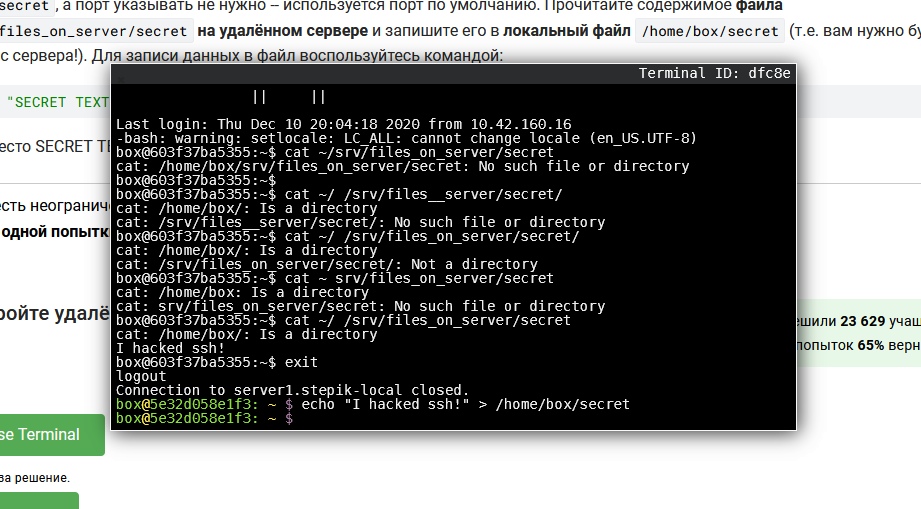 secret , а порт указывать не нужно – используется порт по умолчанию. Прочитайте содержимое файла
files_on_server/secret на удалённом сервере и запишите его в локальный файл /home/box/secret (т.е. вам нужно бу
с сервера!). Для записи данных в файл воспользуйтесь командой:
Terminal ID: dfc8e
|| ||
"SECRET TEXT
Last login: Thu Dec 10 20:04:18 2020 from 10.42.160.16
-bash: warning: setlocale: LC_ALL: cannot change locale (en_US.UTF-8)
есто SECRET TE
box@603f37ba5355:~$ cat ~/srv/files_on_server/secret
cat: /home/box/srv/files_on_server/secret: No such file or directory
box@603f37ba5355:~$
box@603f37ba5355:~$ cat ~/ /srv/files__server/secret/
есть неограниче
cat: /home/box/: Is a directory
cat: /srv/files__server/secret/: No such file or directory
одной попытк
box@603f37ba5355:~$ cat ~/ /srv/files_on_server/secret/
cat: /home/box/: Is a directory
cat: /srv/files_on_server/secret/: Not a directory
box@603f37ba5355:~$ cat ~ srv/files_on_server/secret
cat: /home/box: Is a directory
cat: srv/files_on_server/secret: No such file or directory
ройте удалё
box@603f37ba5355:~$ cat ~/ /srv/files_on_server/secret
ешили 23 629 учащ
cat: /home/box/: Is a directory
I hacked ssh!
попыток 65% верн
box@603f37ba5355:~$ exit
logout
Connection to server1.stepik-local closed.
box@5e32d058e1f3: ~ $ echo "I hacked ssh!" > /home/box/secret
box@5e32d058e1f3: ~ $
se Terminal
за решение.